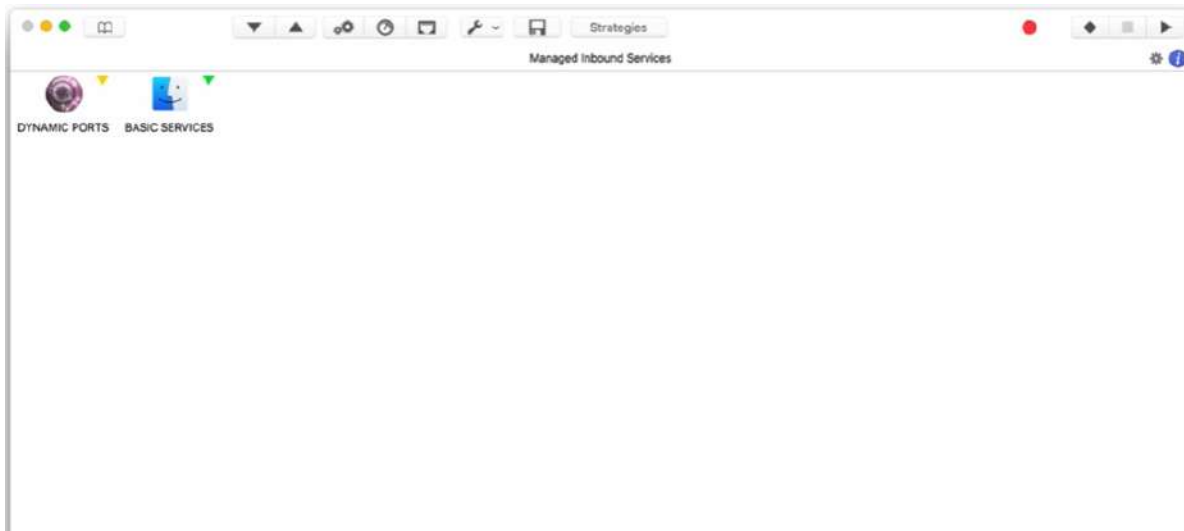 Strategies
Managed Inbound Services
DYNAMIC PORTS BASIC SERVICES